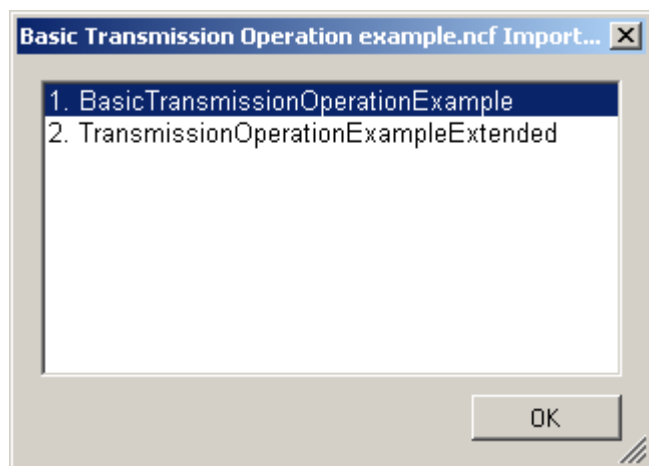 Basic Transmission Operation example.ncf Import...
1. BasicTransmissionOperationExample
2. TransmissionOperationExampleExtended
OK